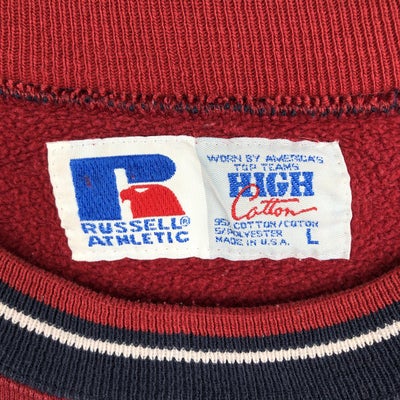 RUSSELL®
ATHLETIC
WORN BY AMERICA'S
TOP TEAMS
HIGH
Cotton
95% COTTON/COTON
5% POLYESTER
MADE IN U.S.A.
L